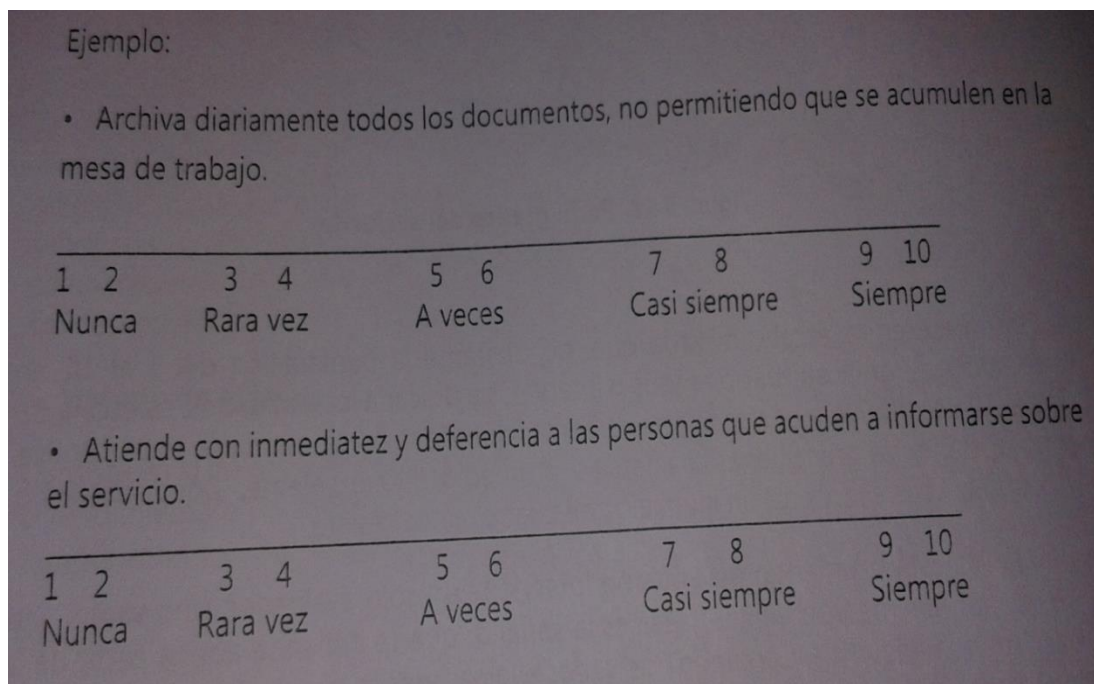 Ejemplo:
• Archiva diariamente todos los documentos, no permitiendo que se acumulen en la
mesa de trabajo.
1 2 3 4 5 6 7 8 9 10
Nunca Rara vez A veces Casi siempre Siempre
• Atiende con inmediatez y deferencia a las personas que acuden a informarse sobre
el servicio.
1 2 3 4 5 6 7 8 9 10
Nunca Rara vez A veces Casi siempre Siempre